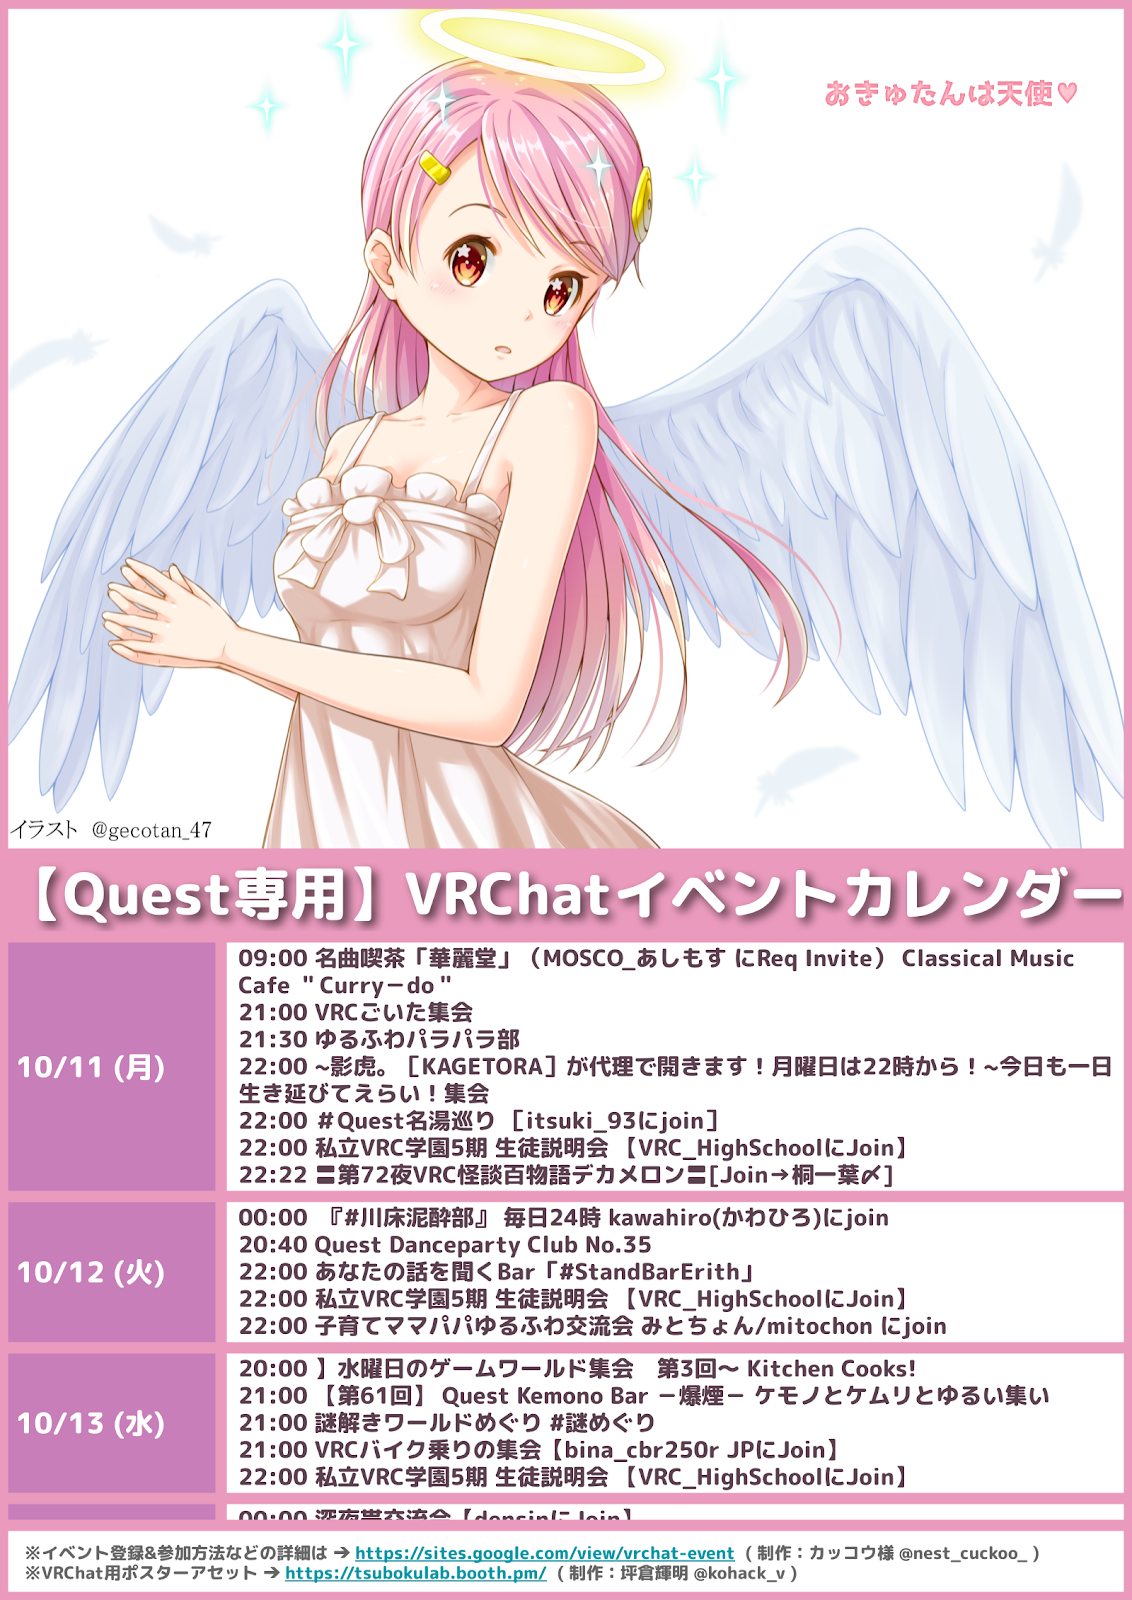 おきゅたんは天使♥
イラスト @gecotan_47
【Quest専用】VRChatイベントカレンダー
10/11 (月)
09:00 名曲喫茶「華麗堂」（MOSCO_あしもす にReq Invite） Classical Music
Cafe ＂Curry－do＂
21:00 VRCごいた集会
21:30 ゆるふわパラパラ部
22:00 ~影虎。［KAGETORA］が代理で開きます！月曜日は22時から！~今日も一日
生き延びてえらい！集会
22:00 ＃Quest名湯巡り ［itsuki_93にjoin］
22:00 私立VRC学園5期 生徒説明会 【VRC_HighSchoolにJoin】
22:22 〓第72夜VRC怪談百物語デカメロン〓[Join→桐一葉〆]
10/12 (火)
00:00 『#川床泥酔部』 毎日24時 kawahiro(かわひろ)にjoin
20:40 Quest Danceparty Club No.35
22:00 あなたの話を聞くBar「#StandBarErith」
22:00 私立VRC学園5期 生徒説明会 【VRC_HighSchoolにJoin】
22:00 子育てママパパゆるふわ交流会 みとちょん/mitochon にjoin
10/13 (水)
20:00 】水曜日のゲームワールド集会　第3回～ Kitchen Cooks!
21:00 【第61回】 Quest Kemono Bar －爆煙－ ケモノとケムリとゆるい集い
21:00 謎解きワールドめぐり #謎めぐり
21:00 VRCバイク乗りの集会【bina_cbr250r JPにJoin】
22:00 私立VRC学園5期 生徒説明会 【VRC_HighSchoolにJoin】
00:00 深夜帯交流会【densinにJoin】
※イベント登録&参加方法などの詳細は → https://sites.google.com/view/vrchat-event ( 制作：カッコウ様 @nest_cuckoo_ )
※VRChat用ポスターアセット → https://tsubokulab.booth.pm/ ( 制作：坪倉輝明 @kohack_v )